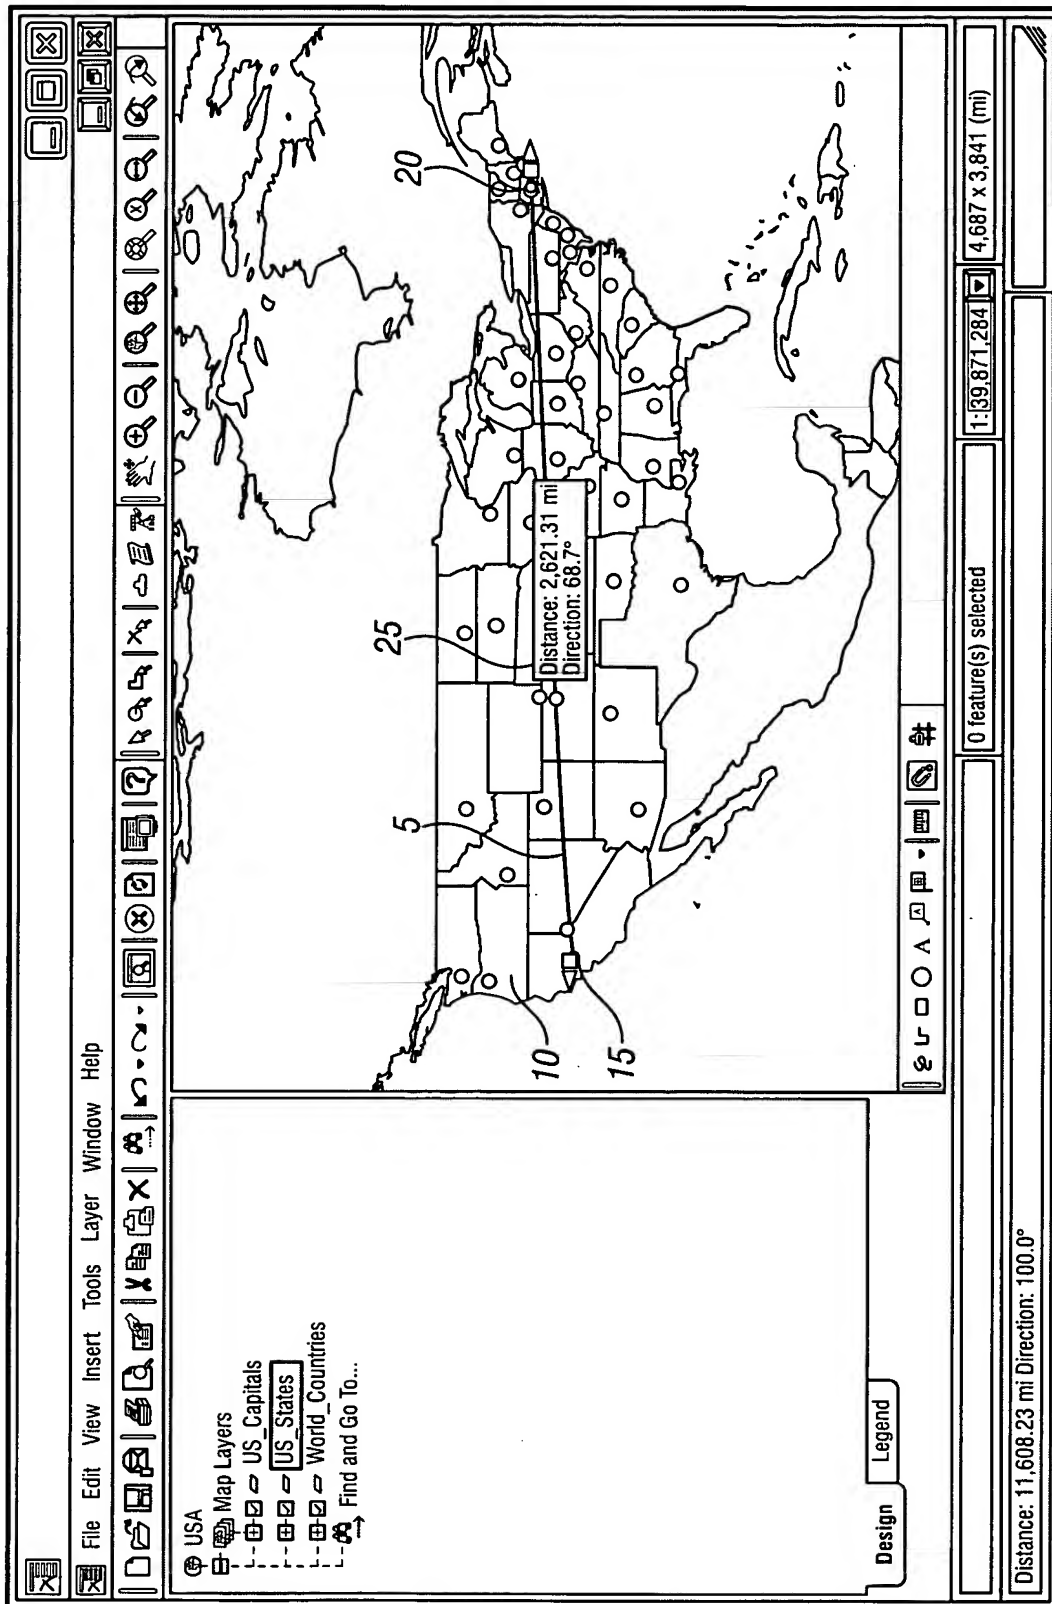 File Edit View Insert Tools Layer Window Help
USA
Map Layers
US_Capitals
US_States
World_Countries
Find and Go To...
Design
Legend
5
10
15
20
25
Distance: 2,621.31 mi
Direction: 68.7°
A
0 feature(s) selected
1: 39,871,284
4,687 x 3,841 (mi)
Distance: 11,608.23 mi Direction: 100.0°